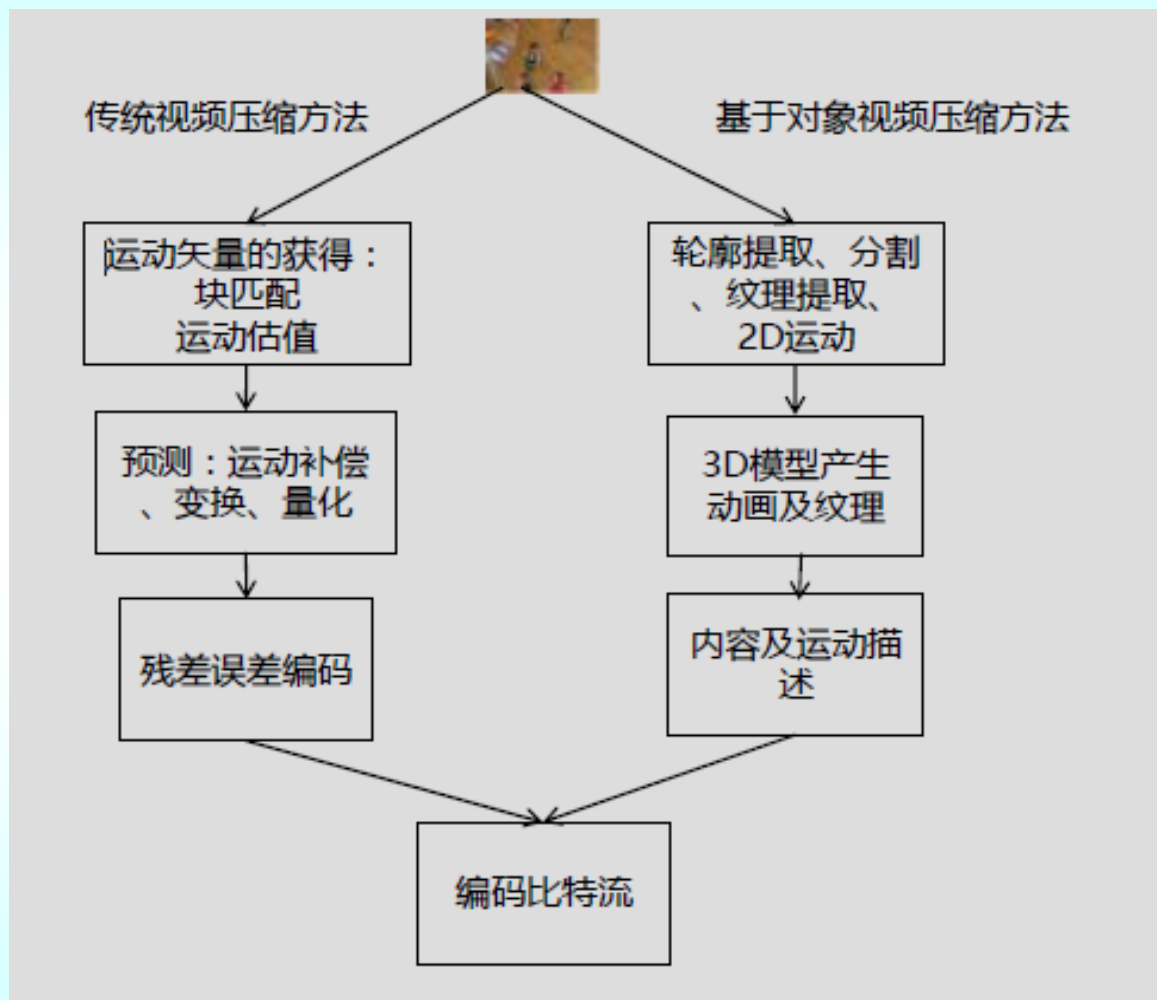 传统视频压缩方法
基于对象视频压缩方法
运动矢量的获得：
块匹配
运动估值
轮廓提取、分割
、纹理提取、
2D运动
预测：运动补偿
、变换、量化
3D模型产生
动画及纹理
残差误差编码
内容及运动描
述
编码比特流